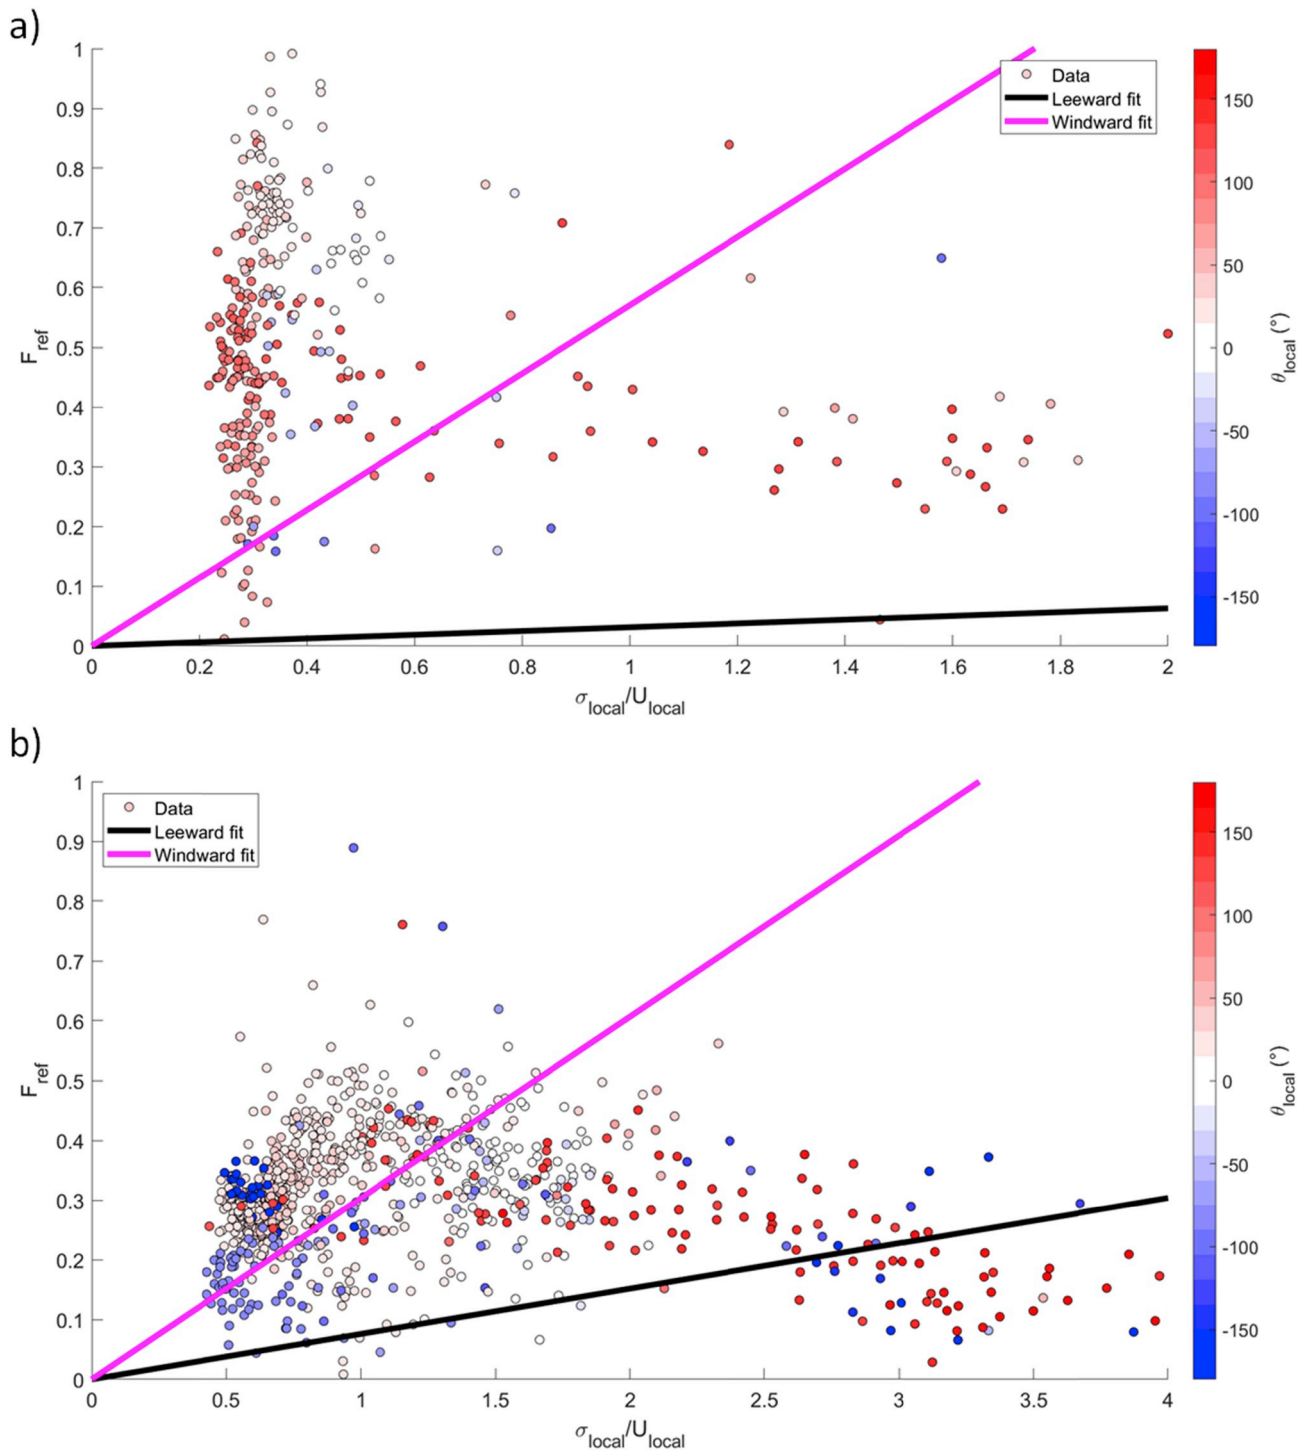 a)
1
0.9
0.8
0.7
0.6
0.5
0.4
0.3
0.2
0.1
0
F_ref
0 0.2 0.4 0.6 0.8 1 1.2 1.4 1.6 1.8 2
σ_local/U_local
Data
Leeward fit
Windward fit
150
100
50
0
-50
-100
-150
θ_local (°)
b)
1
0.9
0.8
0.7
0.6
0.5
0.4
0.3
0.2
0.1
0
F_ref
0 0.5 1 1.5 2 2.5 3 3.5 4
σ_local/U_local
Data
Leeward fit
Windward fit
150
100
50
0
-50
-100
-150
θ_local (°)